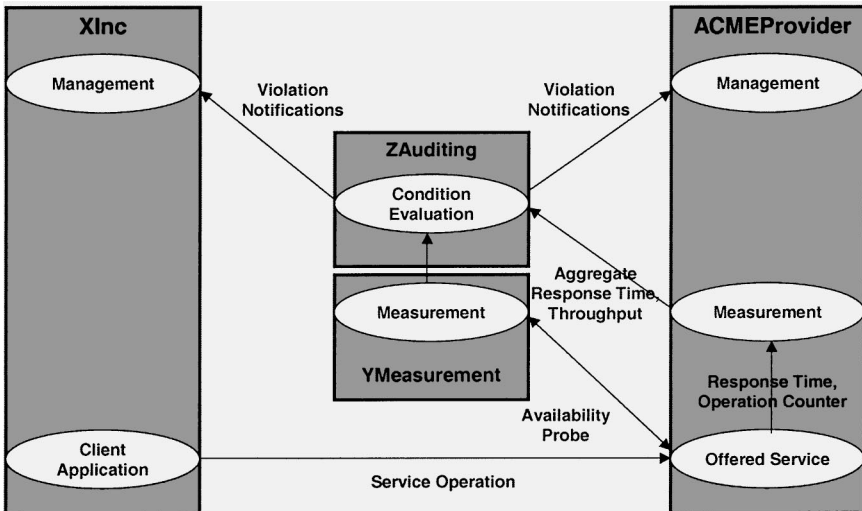 XInc
ACMEProvider
Management
Violation
Notifications
Violation
Notifications
Management
ZAuditing
Condition
Evaluation
Aggregate
Response Time,
Throughput
Measurement
Measurement
YMeasurement
Response Time,
Operation Counter
Availability
Probe
Client
Application
Offered Service
Service Operation